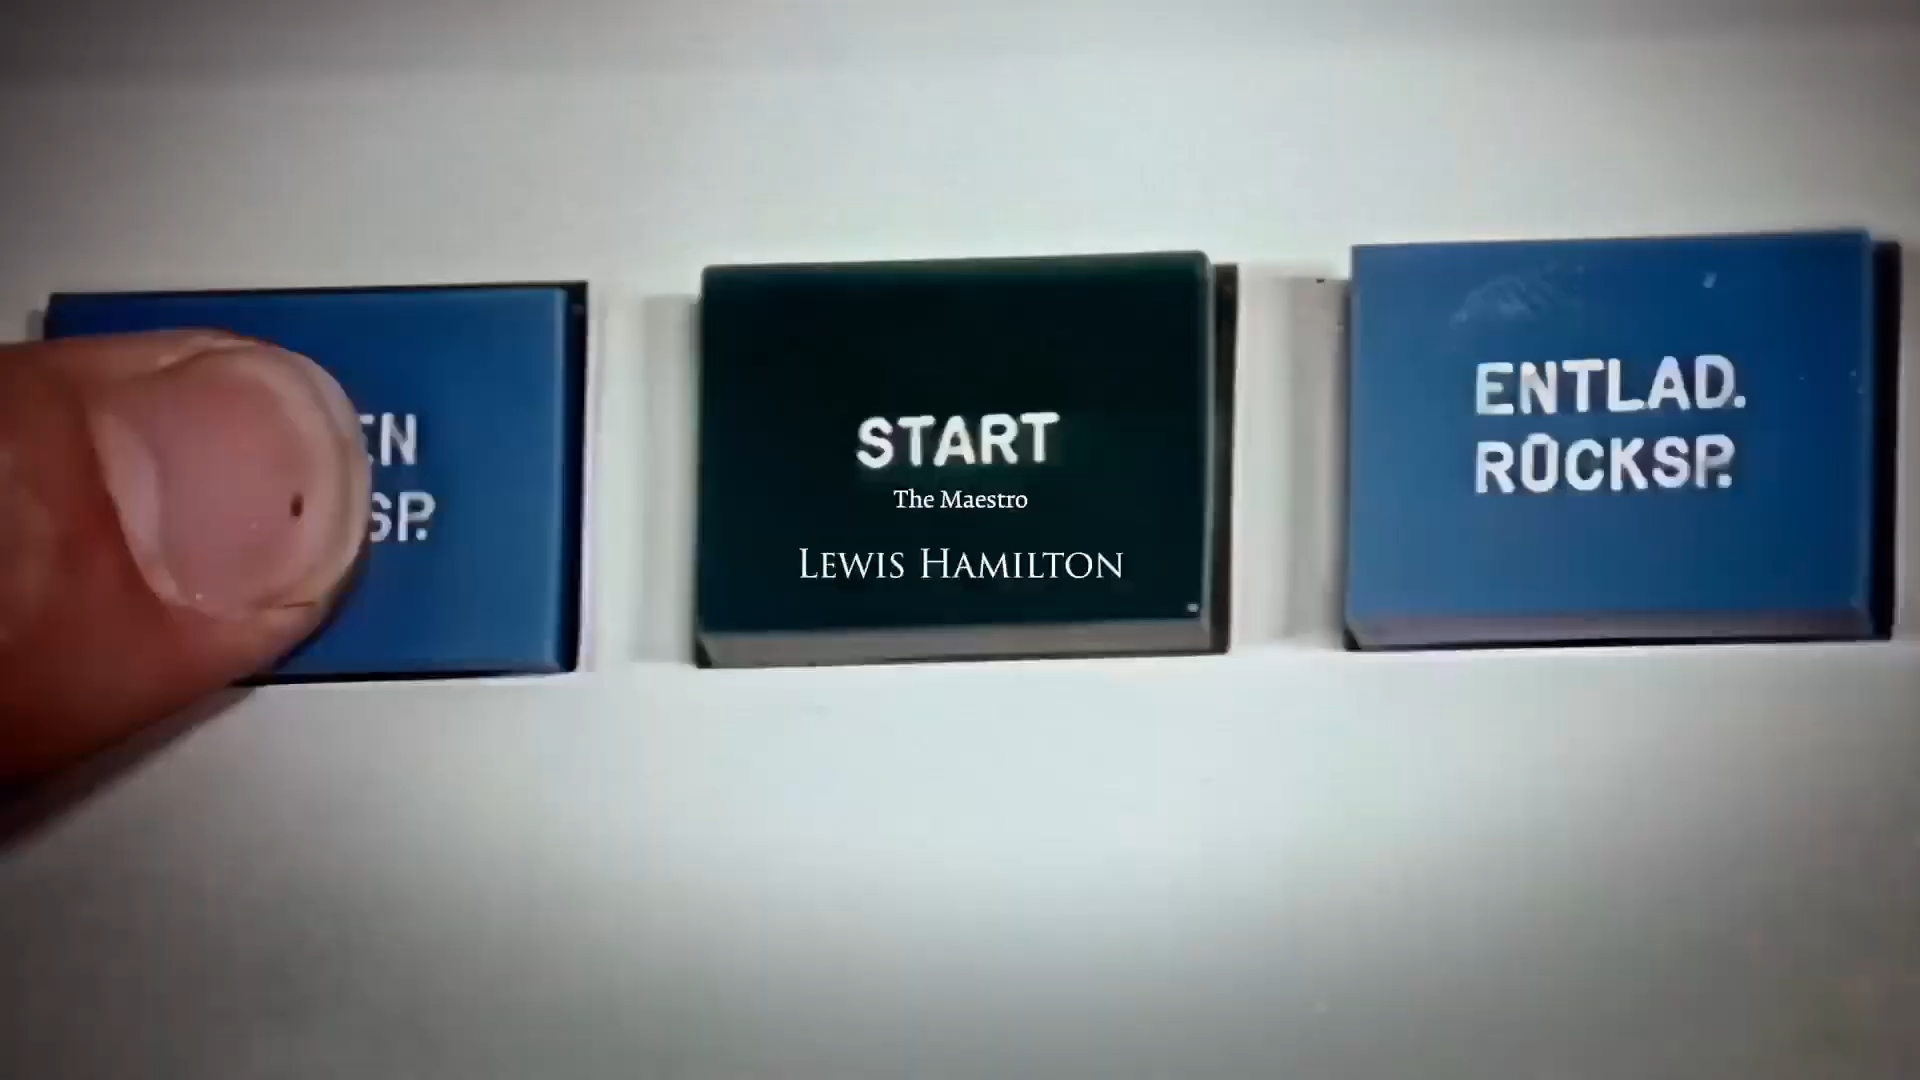 START
The Maestro
LEWIS HAMILTON
ENTLAD.
RÜCKSP.